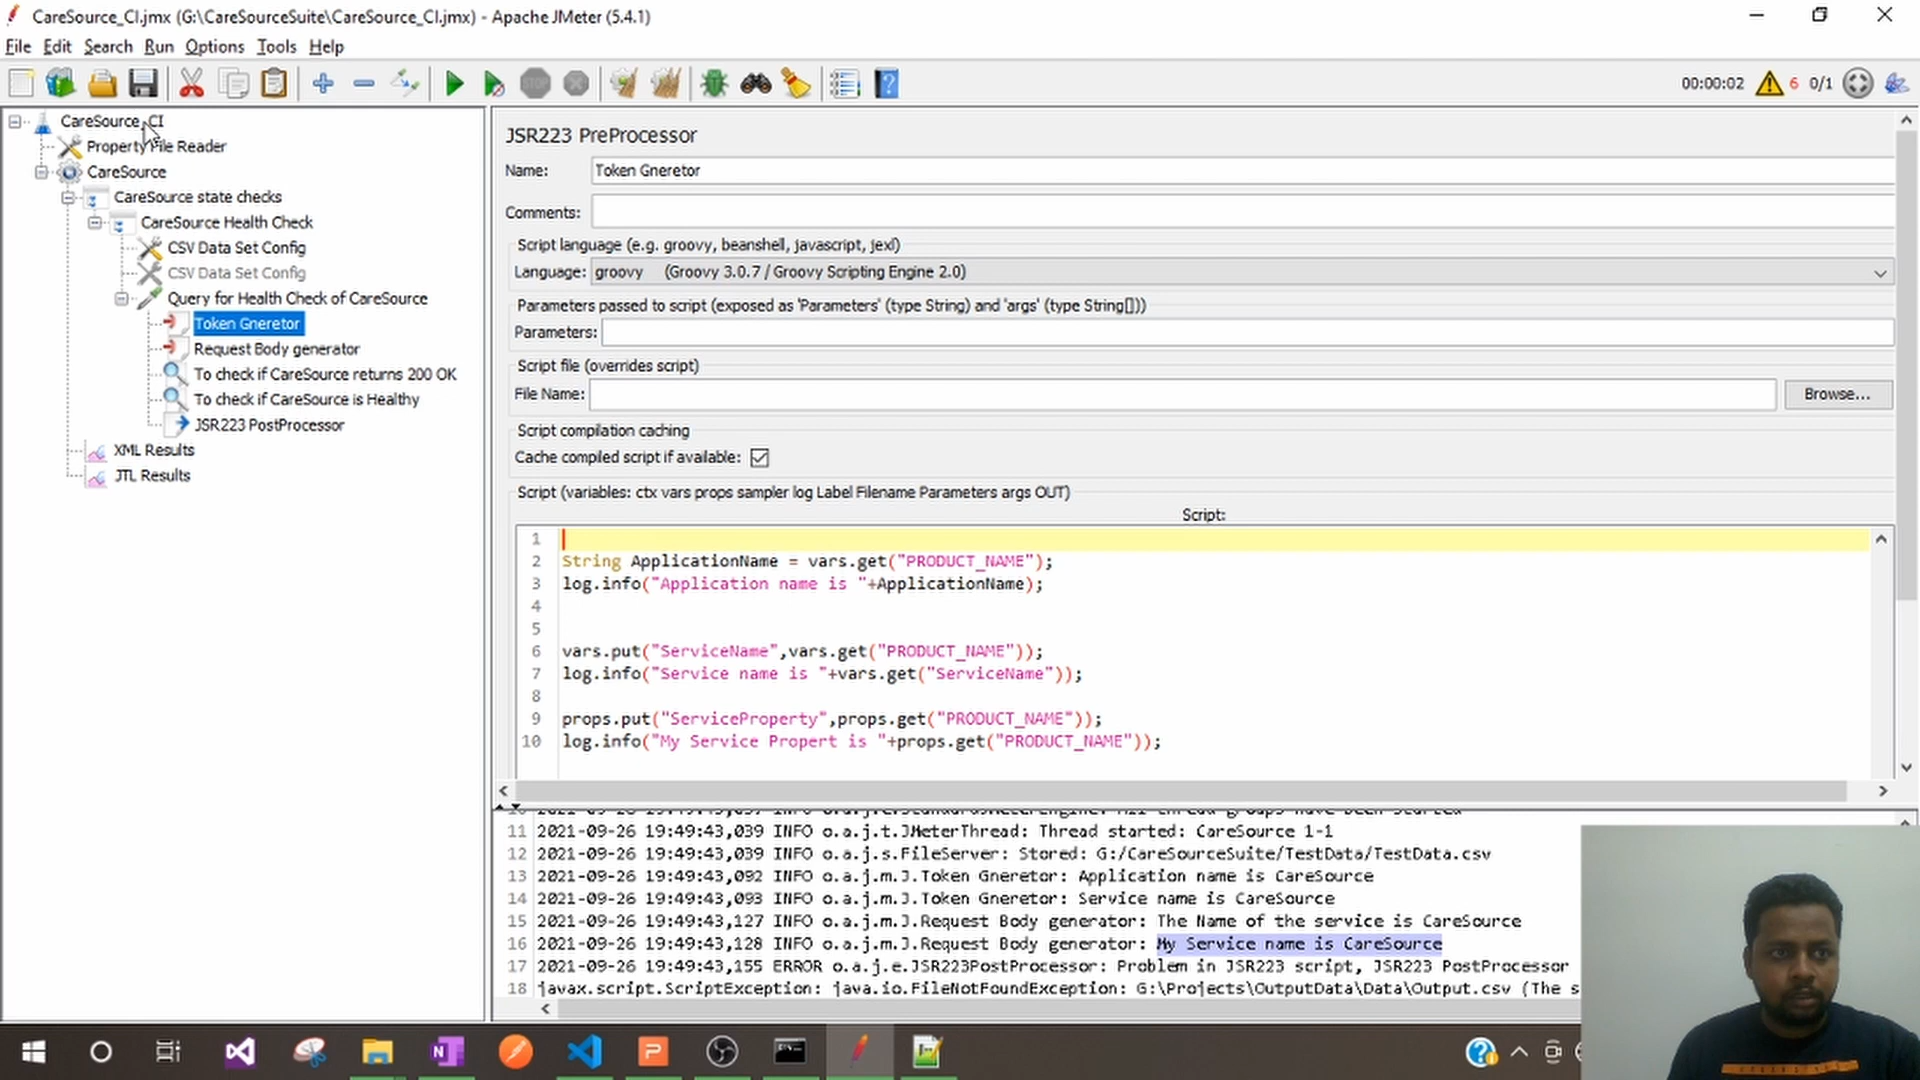 CareSource_CI.jmx (G:\CareSourceSuite\CareSource_CI.jmx) - Apache JMeter (5.4.1)
File Edit Search Run Options Tools Help
00:00:02 6 0/1
CareSource_CI
Property File Reader
CareSource
CareSource state checks
CareSource Health Check
CSV Data Set Config
CSV Data Set Config
Query for Health Check of CareSource
Token Gneretor
Request Body generator
To check if CareSource returns 200 OK
To check if CareSource is Healthy
JSR223 PostProcessor
XML Results
JTL Results
JSR223 PreProcessor
Name: Token Gneretor
Comments:
Script language (e.g. groovy, beanshell, javascript, jexl)
Language: groovy (Groovy 3.0.7 / Groovy Scripting Engine 2.0)
Parameters passed to script (exposed as 'Parameters' (type String) and 'args' (type String[]))
Parameters:
Script file (overrides script)
File Name: Browse...
Script compilation caching
Cache compiled script if available:
Script (variables: ctx vars props sampler log Label Filename Parameters args OUT)
Script:
1
2 String ApplicationName = vars.get("PRODUCT_NAME");
3 log.info("Application name is "+ApplicationName);
4
5
6 vars.put("ServiceName",vars.get("PRODUCT_NAME"));
7 log.info("Service name is "+vars.get("ServiceName"));
8
9 props.put("ServiceProperty",props.get("PRODUCT_NAME"));
10 log.info("My Service Propert is "+props.get("PRODUCT_NAME"));
11 2021-09-26 19:49:43,039 INFO o.a.j.t.JMeterThread: Thread started: CareSource 1-1
12 2021-09-26 19:49:43,039 INFO o.a.j.s.FileServer: Stored: G:/CareSourceSuite/TestData/TestData.csv
13 2021-09-26 19:49:43,092 INFO o.a.j.m.J.Token Gneretor: Application name is CareSource
14 2021-09-26 19:49:43,093 INFO o.a.j.m.J.Token Gneretor: Service name is CareSource
15 2021-09-26 19:49:43,127 INFO o.a.j.m.J.Request Body generator: The Name of the service is CareSource
16 2021-09-26 19:49:43,128 INFO o.a.j.m.J.Request Body generator: My Service name is CareSource
17 2021-09-26 19:49:43,155 ERROR o.a.j.e.JSR223PostProcessor: Problem in JSR223 script, JSR223 PostProcessor
18 javax.script.ScriptException: java.io.FileNotFoundException: G:\Projects\OutputData\Data\Output.csv (The s